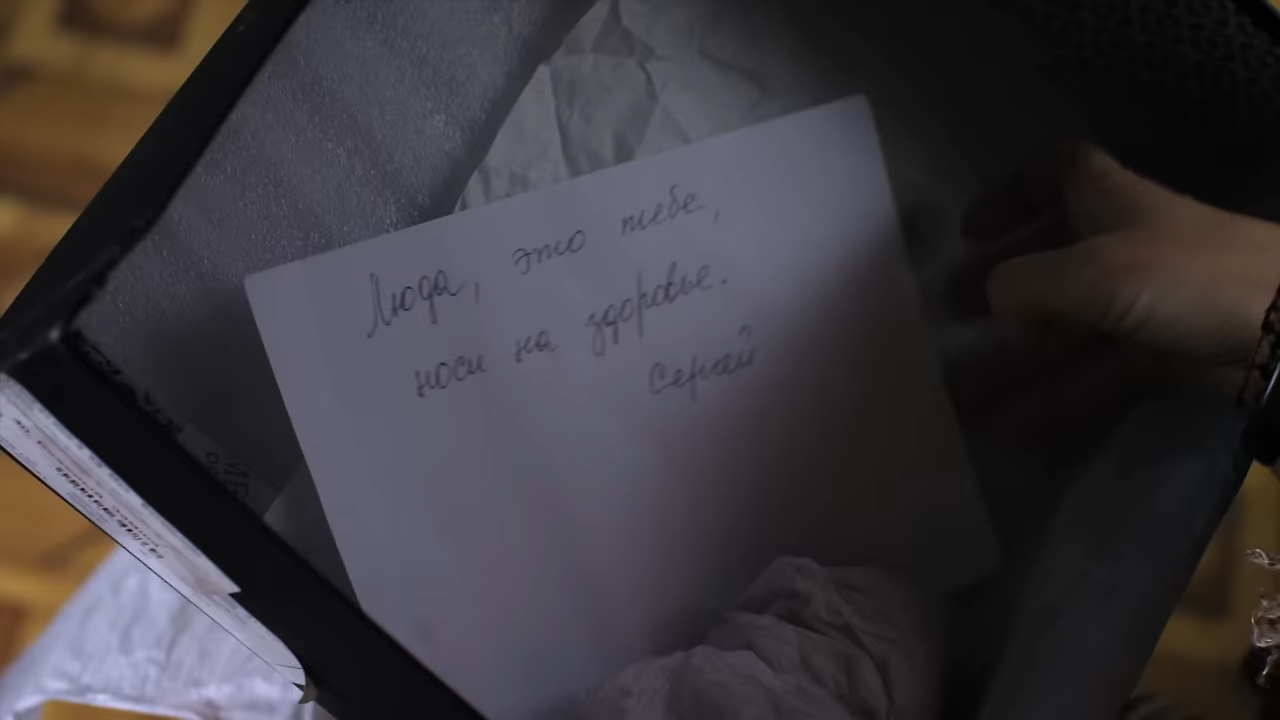 Люда, это тебе,
носи на здоровье.
Сергей